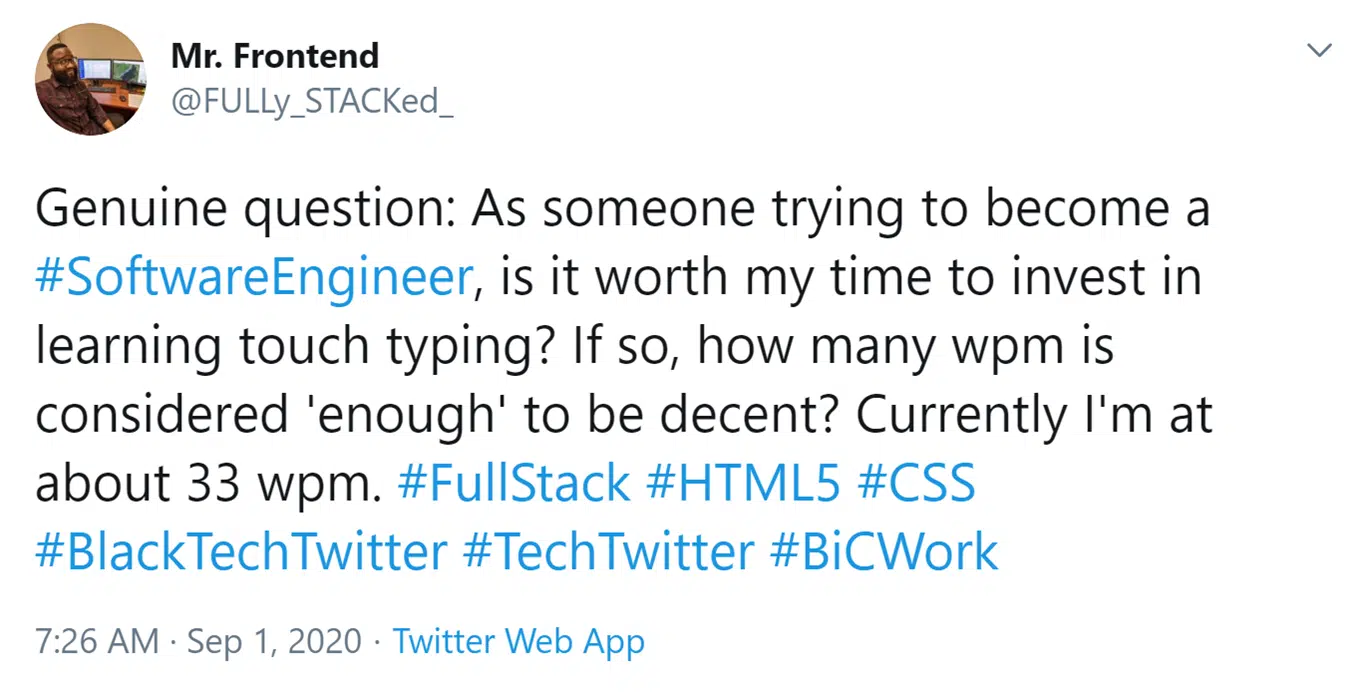 Mr. Frontend
@FULLy_STACKed_
Genuine question: As someone trying to become a
#SoftwareEngineer, is it worth my time to invest in
learning touch typing? If so, how many wpm is
considered 'enough' to be decent? Currently I'm at
about 33 wpm. #FullStack #HTML5 #CSS
#BlackTechTwitter #TechTwitter #BiCWork
7:26 AM · Sep 1, 2020 · Twitter Web App